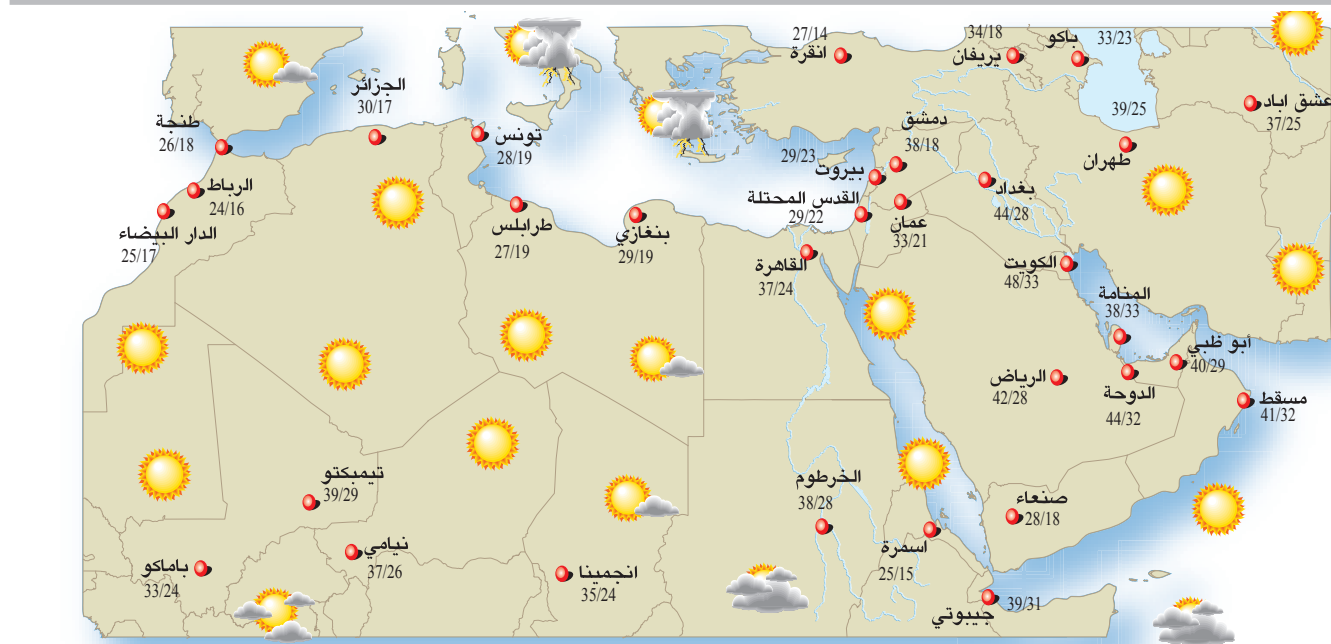 27/14
انقرة
34/18
يريفان
باكو
33/23
عشق اباد
37/25
39/25
طهران
الجزائر
30/17
طنجة
26/18
تونس
28/19
دمشق
38/18
29/23
بيروت
الرباط
24/16
الدار البيضاء
25/17
طرابلس
27/19
بنغازي
29/19
القدس المحتلة
29/22
عمان
33/21
بغداد
44/28
القاهرة
37/24
الكويت
48/33
المنامة
38/33
أبو ظبي
40/29
الرياض
42/28
الدوحة
44/32
مسقط
41/32
تيمبكتو
39/29
الخرطوم
38/28
صنعاء
28/18
اسمرة
25/15
نيامي
37/26
باماكو
33/24
انجمينا
35/24
39/31
جيبوتي